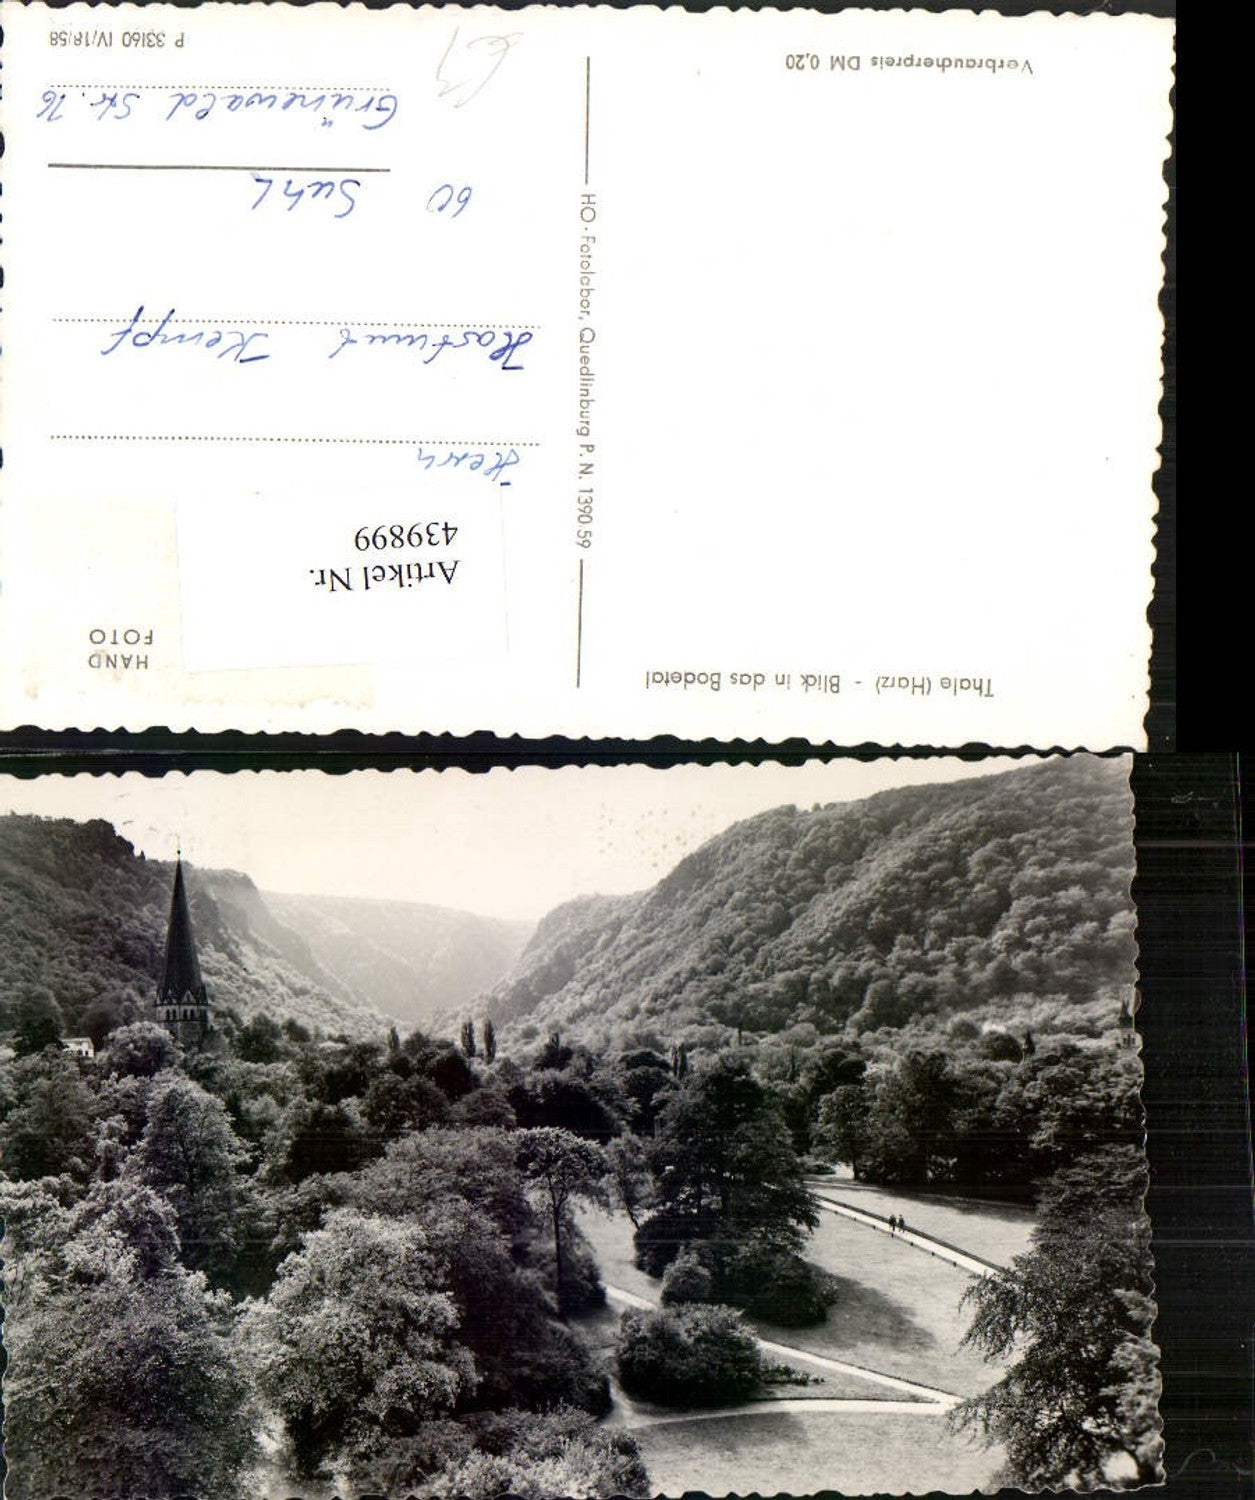 Thale (Harz) - Blick in das Bodetal
HAND
FOTO
Artikel Nr.
439899
Herrn
Hartmut Kempf
60 Suhl
Grünewald Str. 16
P 33160 IV/18/58
HO - Fotolabor, Quedlinburg P. N. 1390 59
Verbraucherpreis DM 0,20